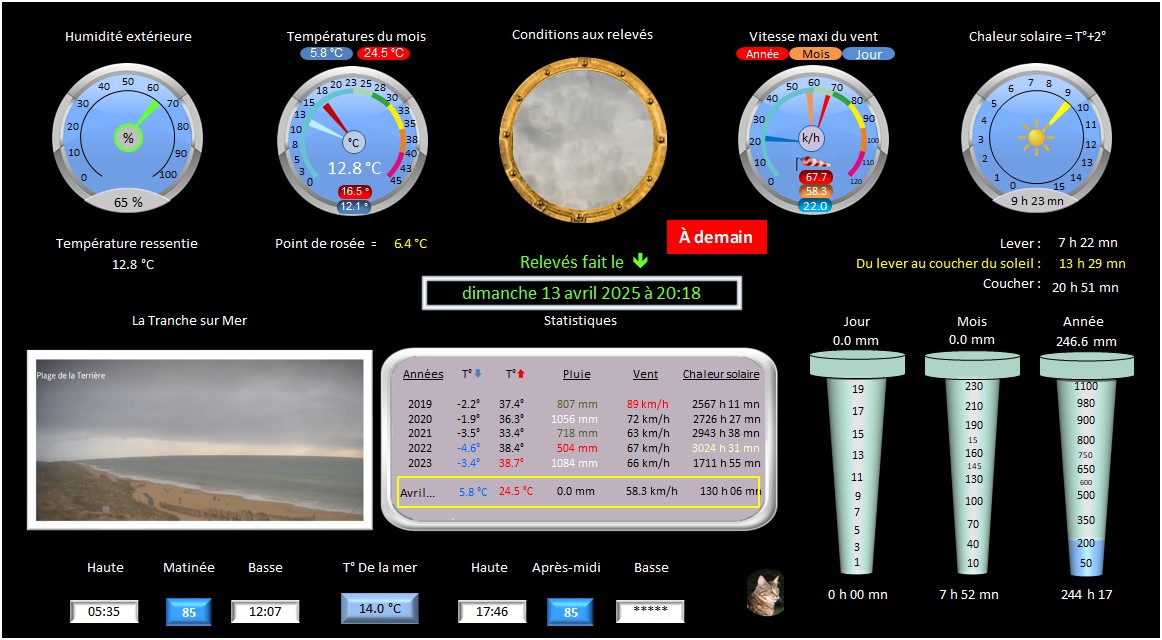 Humidité extérieure
Températures du mois
5.8 °C 24.5 °C
Conditions aux relevés
Vitesse maxi du vent
Année Mois Jour
Chaleur solaire = T°+2°
0 10 20 30 40 50 60 70 80 90 100
%
65 %
0 3 5 8 10 13 15 18 20 23 25 28 30 33 35 38 40 43 45
°C
12.8 °C
16.5 °
12.1 °
0 10 20 30 40 50 60 70 80 90 100 110 120
k/h
67.7
58.3
22.0
0 1 2 3 4 5 6 7 8 9 10 11 12 13 14 15
9 h 23 mn
Température ressentie
12.8 °C
Point de rosée = 6.4 °C
À demain
Relevés fait le
dimanche 13 avril 2025 à 20:18
Lever : 7 h 22 mn
Du lever au coucher du soleil : 13 h 29 mn
Coucher : 20 h 51 mn
La Tranche sur Mer
Plage de la Terrière
Statistiques
Années T° T° Pluie Vent Chaleur solaire
2019 -2.2° 37.4° 807 mm 89 km/h 2567 h 11 mn
2020 -1.9° 36.3° 1056 mm 72 km/h 2726 h 27 mn
2021 -3.5° 33.4° 718 mm 63 km/h 2943 h 38 mn
2022 -4.6° 38.4° 504 mm 67 km/h 3024 h 31 mn
2023 -3.4° 38.7° 1084 mm 66 km/h 1711 h 55 mn
Avril... 5.8 °C 24.5 °C 0.0 mm 58.3 km/h 130 h 06 mn
Jour
0.0 mm
19
17
15
13
11
9
7
5
3
1
0 h 00 mn
Mois
0.0 mm
230
210
190
15
160
145
130
100
70
40
10
7 h 52 mn
Année
246.6 mm
1100
980
900
800
750
650
600
500
350
200
50
244 h 17
Haute Matinée Basse
05:35 85 12:07
T° De la mer
14.0 °C
Haute Après-midi Basse
17:46 85 *****